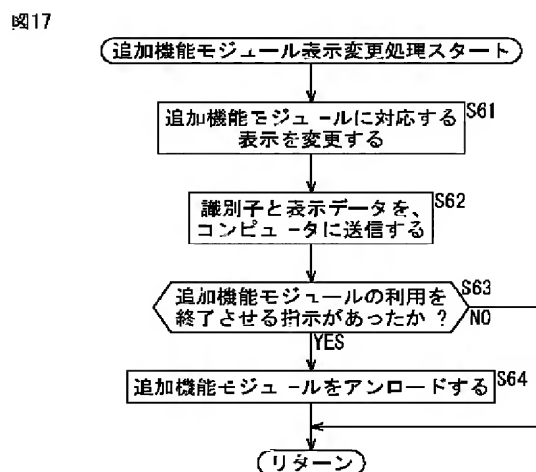 図17
追加機能モジュール表示変更処理スタート
追加機能モジュールに対応する
表示を変更する
S61
識別子と表示データを、
コンピュータに送信する
S62
追加機能モジュールの利用を
終了させる指示があったか？
S63
NO
YES
追加機能モジュールをアンロードする
S64
リターン